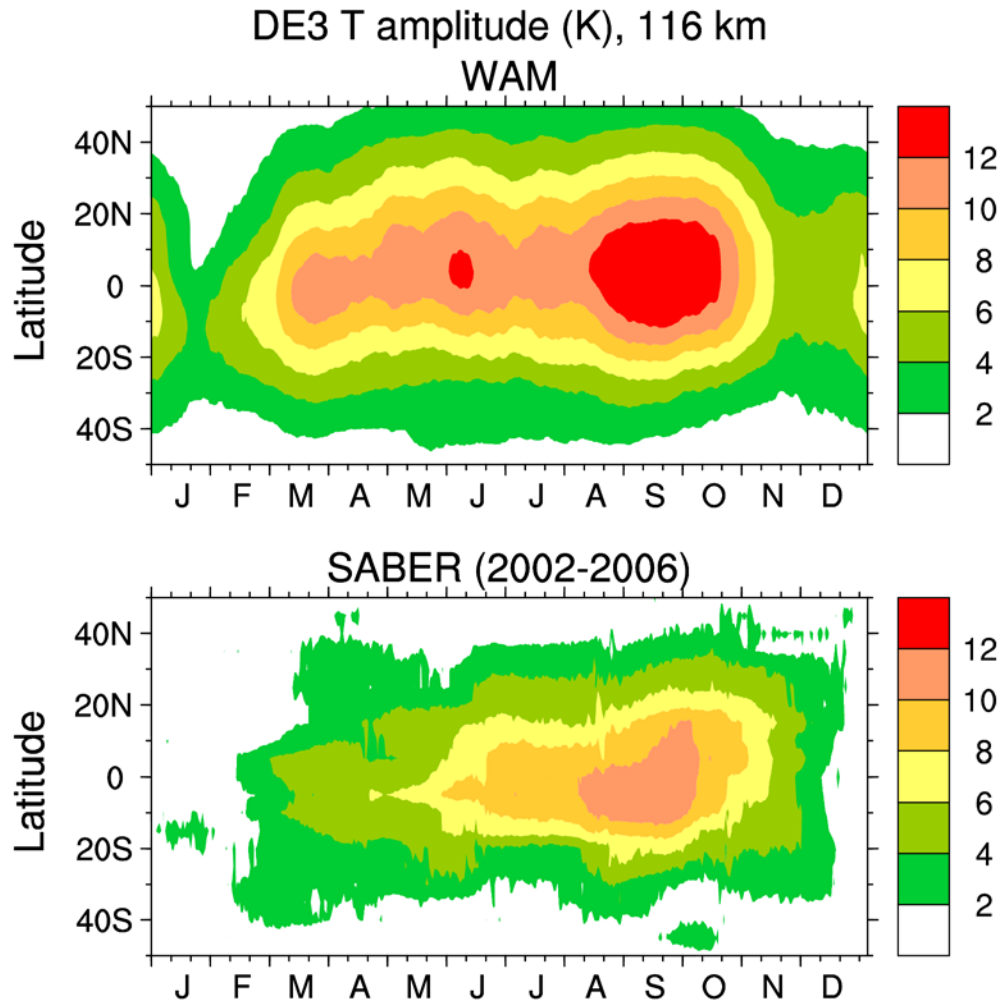 DE3 T amplitude (K), 116 km
WAM
Latitude
40N
20N
0
20S
40S
J F M A M J J A S O N D
12
10
8
6
4
2
SABER (2002-2006)
Latitude
40N
20N
0
20S
40S
J F M A M J J A S O N D
12
10
8
6
4
2